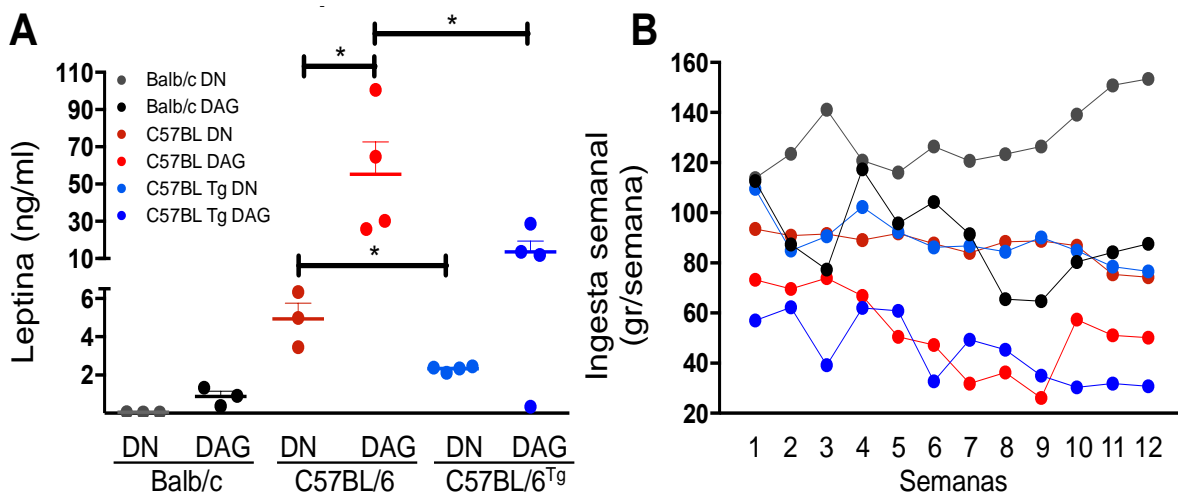 A
*
*
*
Leptina (ng/ml)
110
90
70
50
30
10
6
4
2
Balb/c DN
Balb/c DAG
C57BL DN
C57BL DAG
C57BL Tg DN
C57BL Tg DAG
DN DAG DN DAG DN DAG
Balb/c C57BL/6 C57BL/6Tg
B
Ingesta semanal
(gr/semana)
160
140
120
100
80
60
40
20
1 2 3 4 5 6 7 8 9 10 11 12
Semanas